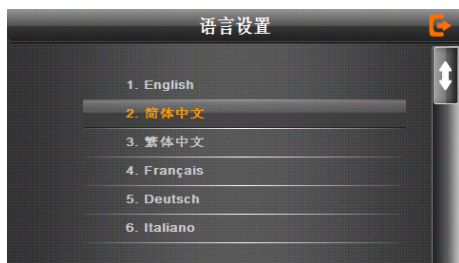 语言设置
1. English
2. 简体中文
3. 繁体中文
4. Français
5. Deutsch
6. Italiano